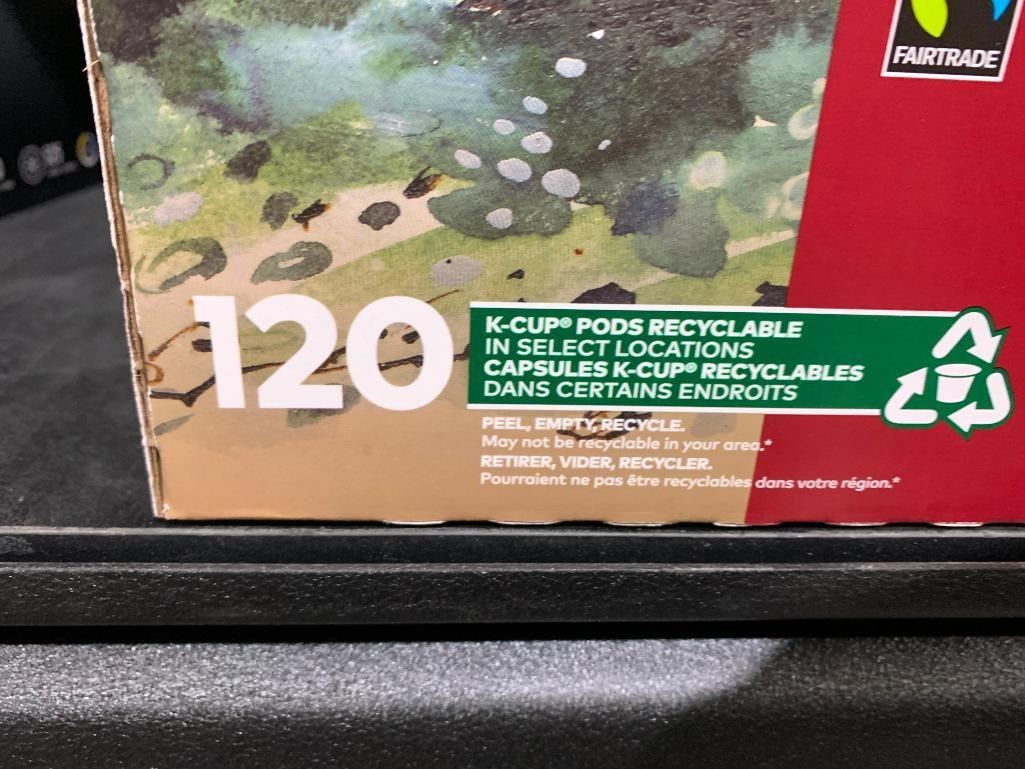 FAIRTRADE
120
K-CUP® PODS RECYCLABLE
IN SELECT LOCATIONS
CAPSULES K-CUP® RECYCLABLES
DANS CERTAINS ENDROITS
PEEL, EMPTY, RECYCLE.
May not be recyclable in your area.*
RETIRER, VIDER, RECYCLER.
Pourraient ne pas être recyclables dans votre région.*